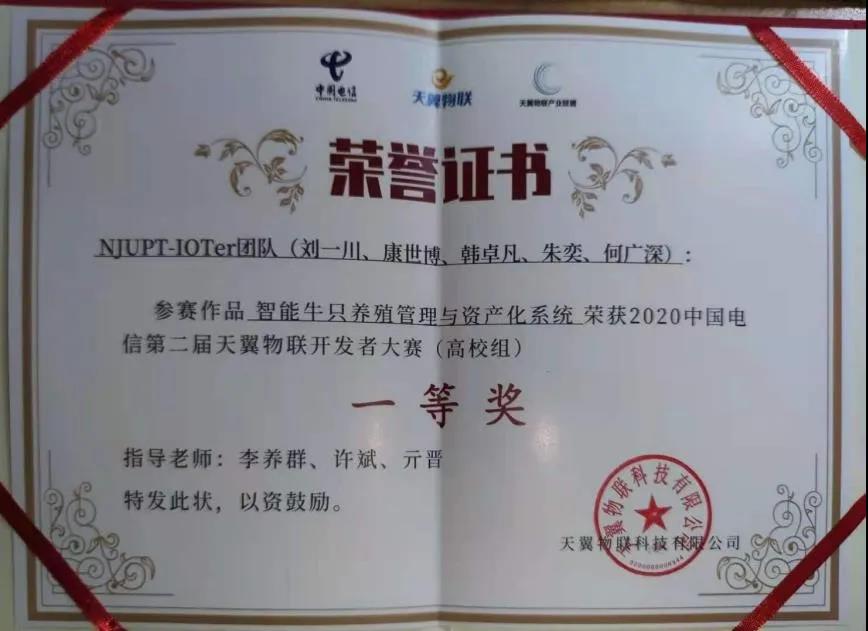 中国电信
CHINA TELECOM
天翼物联
天翼物联产业联盟
荣誉证书
NJUPT-IOTer团队（刘一川、康世博、韩卓凡、朱奕、何广深）：
参赛作品 智能牛只养殖管理与资产化系统 荣获2020中国电
信第二届天翼物联开发者大赛（高校组）
一等奖
指导老师：李养群、许斌、亓晋
特发此状，以资鼓励。
天翼物联科技有限公司
天翼物联科技有限公司